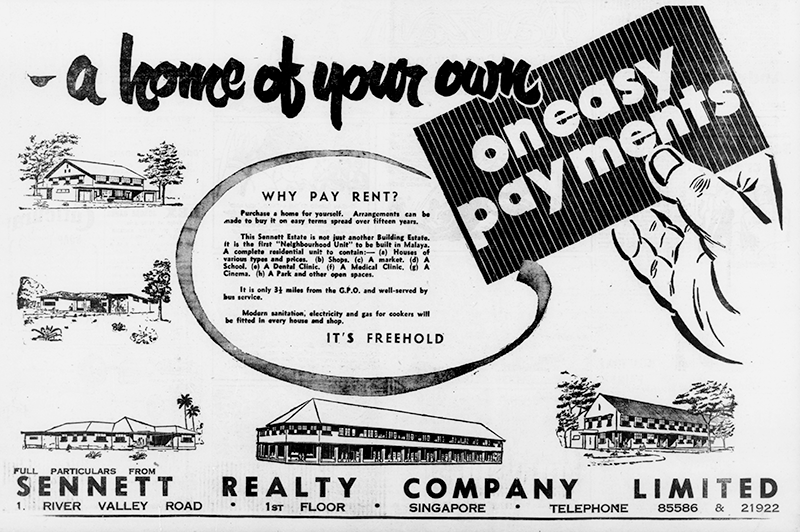 - a home of your own
on easy
payments
WHY PAY RENT?
Purchase a home for yourself. Arrangements can be
made to buy it on easy terms spread over fifteen years.
This Sennett Estate is not just another Building Estate.
It is the first "Neighbourhood Unit" to be built in Malaya.
A complete residential unit to contain:— (a) Houses of
various types and prices. (b) Shops. (c) A market. (d) A
School. (e) A Dental Clinic. (f) A Medical Clinic. (g) A
Cinema. (h) A Park and other open spaces.
It is only 3½ miles from the G.P.O. and well-served by
bus service.
Modern sanitation, electricity and gas for cookers will
be fitted in every house and shop.
IT'S FREEHOLD
FULL PARTICULARS FROM
SENNETT REALTY COMPANY LIMITED
1. RIVER VALLEY ROAD • 1ST FLOOR • SINGAPORE • TELEPHONE 85586 & 21922